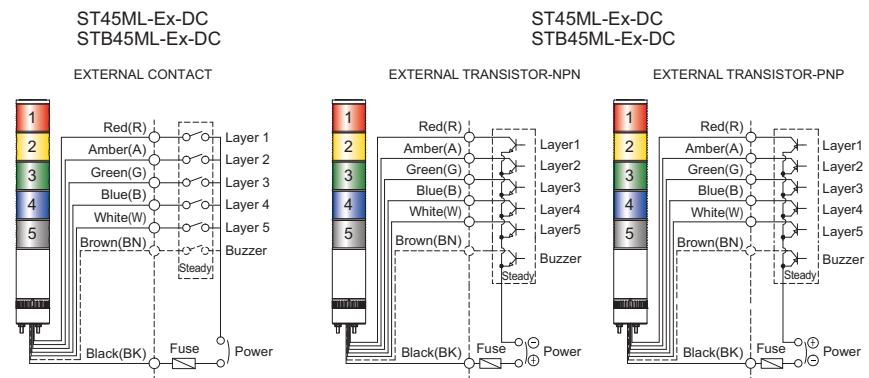 ST45ML-Ex-DC
STB45ML-Ex-DC
EXTERNAL CONTACT
1
2
3
4
5
Red(R)
Amber(A)
Green(G)
Blue(B)
White(W)
Brown(BN)
Black(BK)
Layer 1
Layer 2
Layer 3
Layer 4
Layer 5
Buzzer
Steady
Fuse
Power
ST45ML-Ex-DC
STB45ML-Ex-DC
EXTERNAL TRANSISTOR-NPN
1
2
3
4
5
Red(R)
Amber(A)
Green(G)
Blue(B)
White(W)
Brown(BN)
Black(BK)
Layer1
Layer2
Layer3
Layer4
Layer5
Buzzer
Steady
Fuse
⊖
⊕
Power
EXTERNAL TRANSISTOR-PNP
1
2
3
4
5
Red(R)
Amber(A)
Green(G)
Blue(B)
White(W)
Brown(BN)
Black(BK)
Layer1
Layer2
Layer3
Layer4
Layer5
Buzzer
Steady
Fuse
⊕
⊖
Power